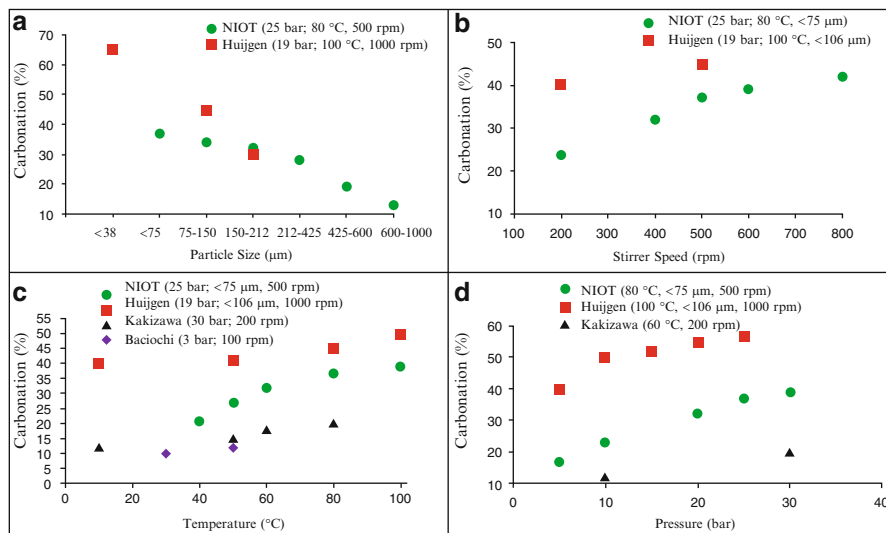 a
NIOT (25 bar; 80 °C, 500 rpm)
Huijgen (19 bar; 100 °C, 1000 rpm)
Carbonation (%)
70
60
50
40
30
20
10
<38 <75 75-150 150-212 212-425 425-600 600-1000
Particle Size (µm)
b
NIOT (25 bar; 80 °C, <75 µm)
Huijgen (19 bar; 100 °C, <106 µm)
Carbonation (%)
50
40
30
20
10
100 200 300 400 500 600 700 800
Stirrer Speed (rpm)
c
NIOT (25 bar; <75 µm, 500 rpm)
Huijgen (19 bar; <106 µm, 1000 rpm)
Kakizawa (30 bar; 200 rpm)
Baciochi (3 bar; 100 rpm)
Carbonation (%)
55
50
45
40
35
30
25
20
15
10
5
0
0 20 40 60 80 100
Temperature (°C)
d
NIOT (80 °C, <75 µm, 500 rpm)
Huijgen (100 °C, <106 µm, 1000 rpm)
Kakizawa (60 °C, 200 rpm)
Carbonation (%)
60
50
40
30
20
10
0 10 20 30 40
Pressure (bar)